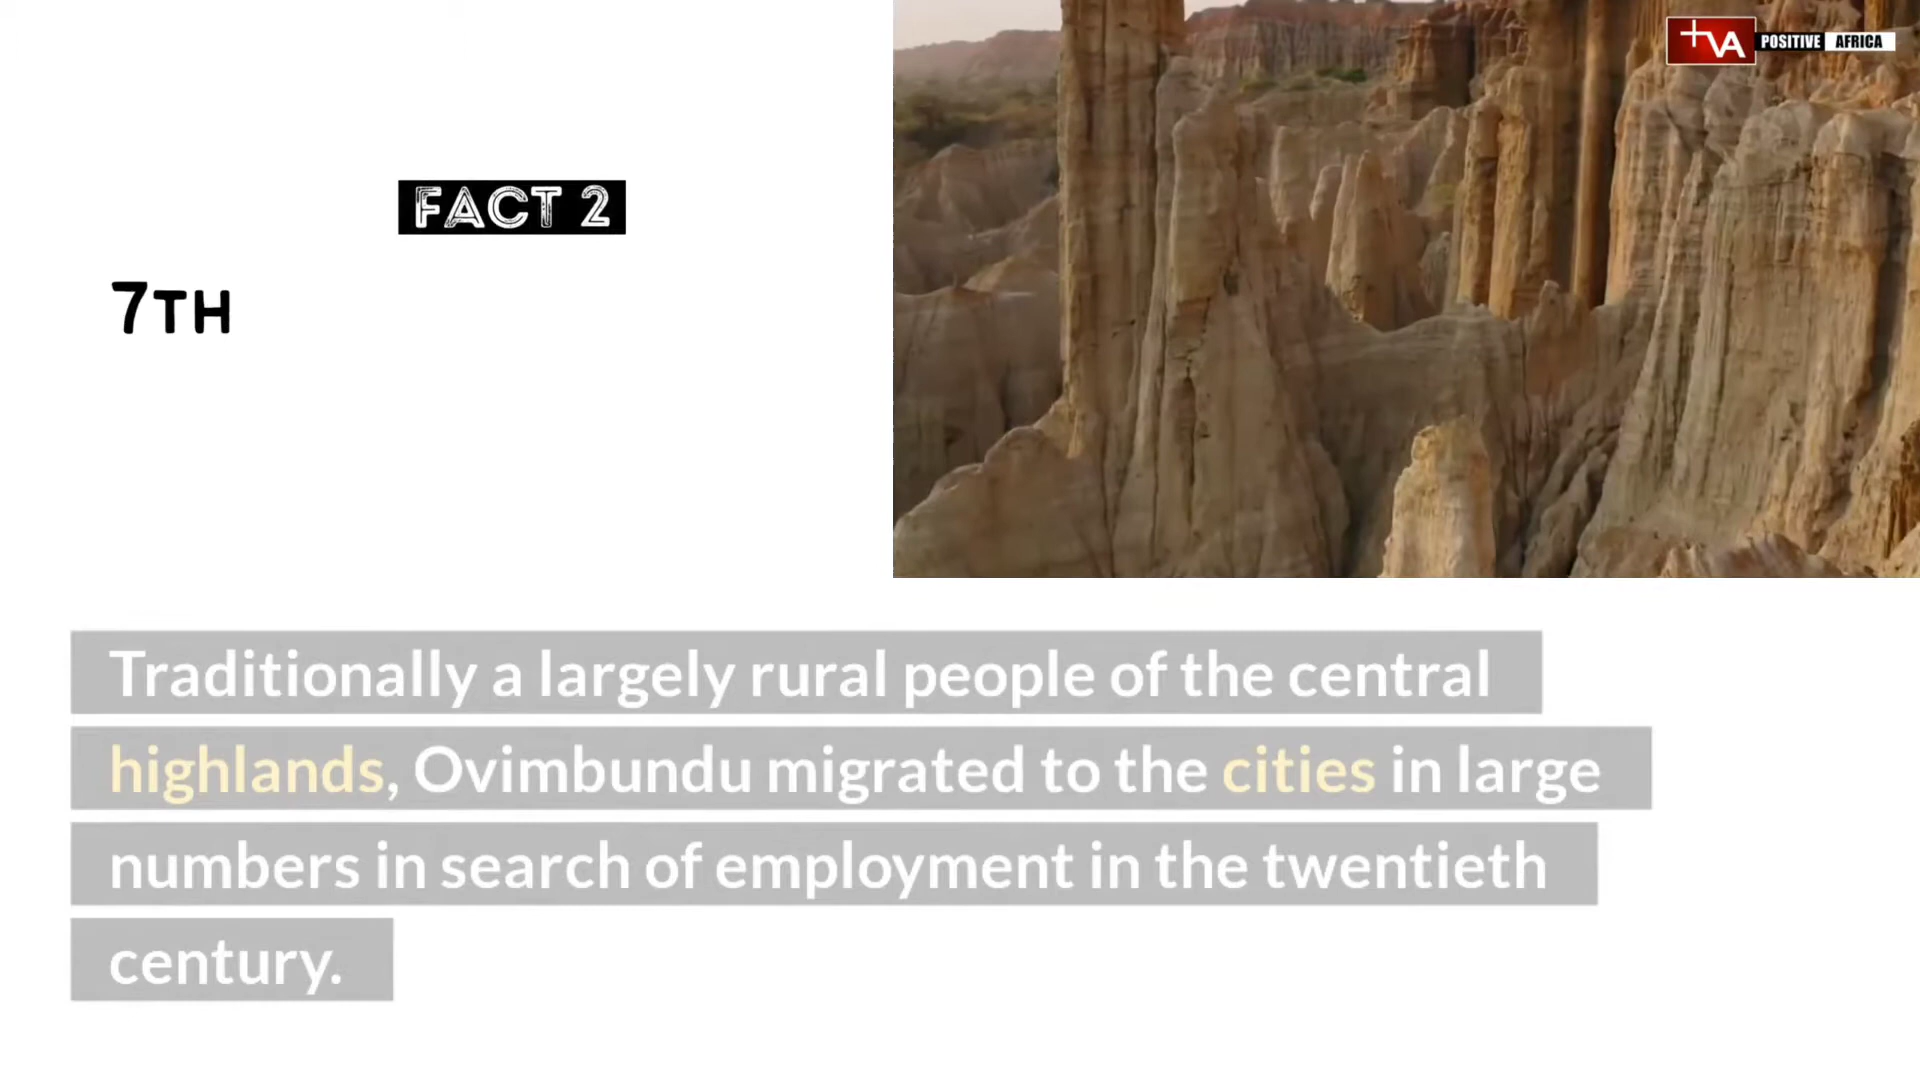 +VA POSITIVE AFRICA
FACT 2
7TH
Traditionally a largely rural people of the central
highlands, Ovimbundu migrated to the cities in large
numbers in search of employment in the twentieth
century.